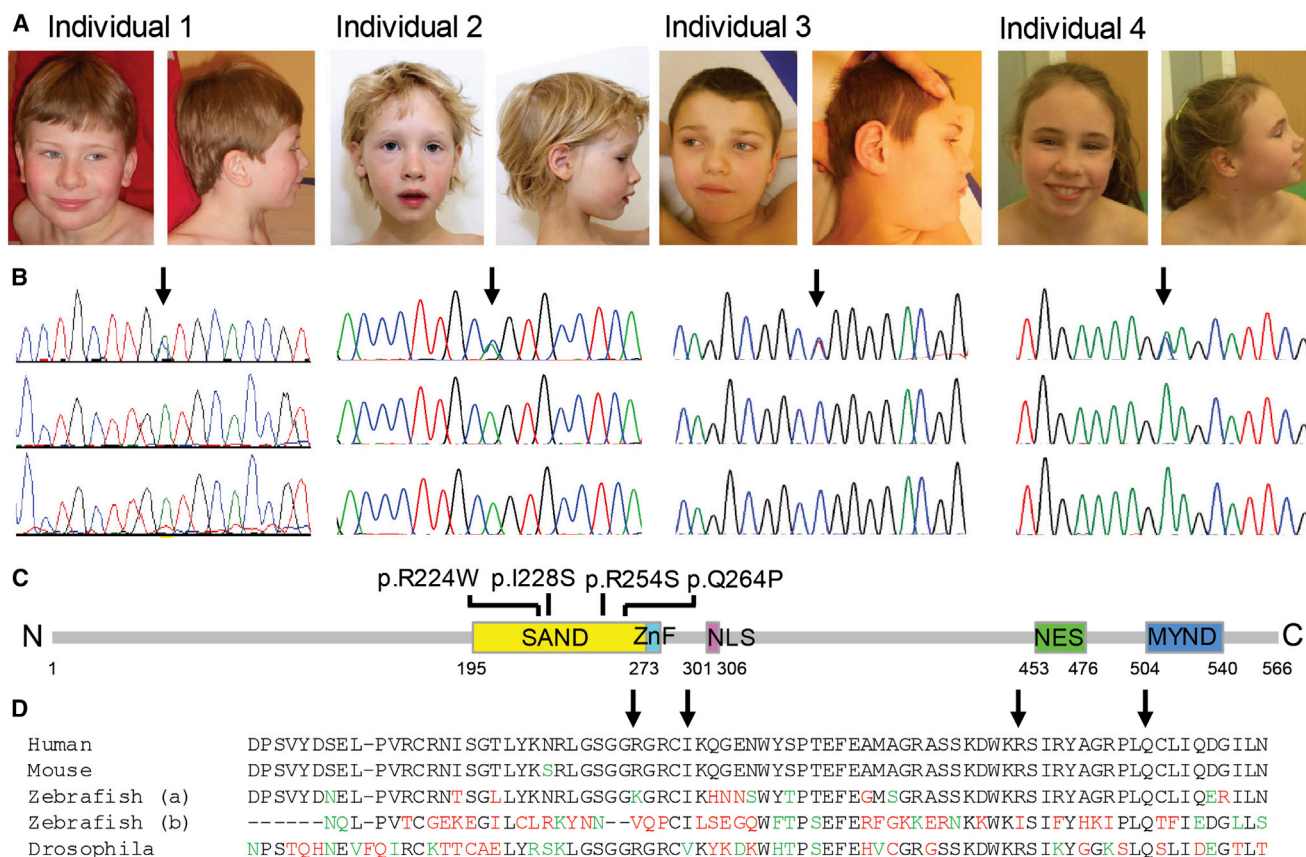 A Individual 1 Individual 2 Individual 3 Individual 4
B
C
p.R224W p.I228S p.R254S p.Q264P
N SAND ZnF NLS NES MYND C
1 195 273 301 306 453 476 504 540 566
D
Human DPSVYDSEL-PVRCRNISGTLYKNRLGSGGRGRCIKQGENWYSPTEFEAMAGRASSKDWKRSIRYAGRPLQCLIQDGILN
Mouse DPSVYDSEL-PVRCRNISGTLYKSRLGSGGRGRCIKQGENWYSPTEFEAMAGRASSKDWKRSIRYAGRPLQCLIQDGILN
Zebrafish (a) DPSVYDNEL-PVRCRNTSGLLYKNRLGSGGKGRCIKHNNSWYTPTEFEGMSGRASSKDWKRSIRYAGRPLQCLIQERILN
Zebrafish (b) ------NQL-PVTCGEKEGILCLRKYNN--VQPCILSEGQWFTPSEFERFGKKERNKKWKISIFYHKIPLQTFIEDGLLS
Drosophila NPSTQHNEVFQIRCKTTCAELYRSKLGSGGRGRCVKYKDKWHTPSEFEHVCGRGSSKDWKRSIKYGGKSLQSLIDEGTLT